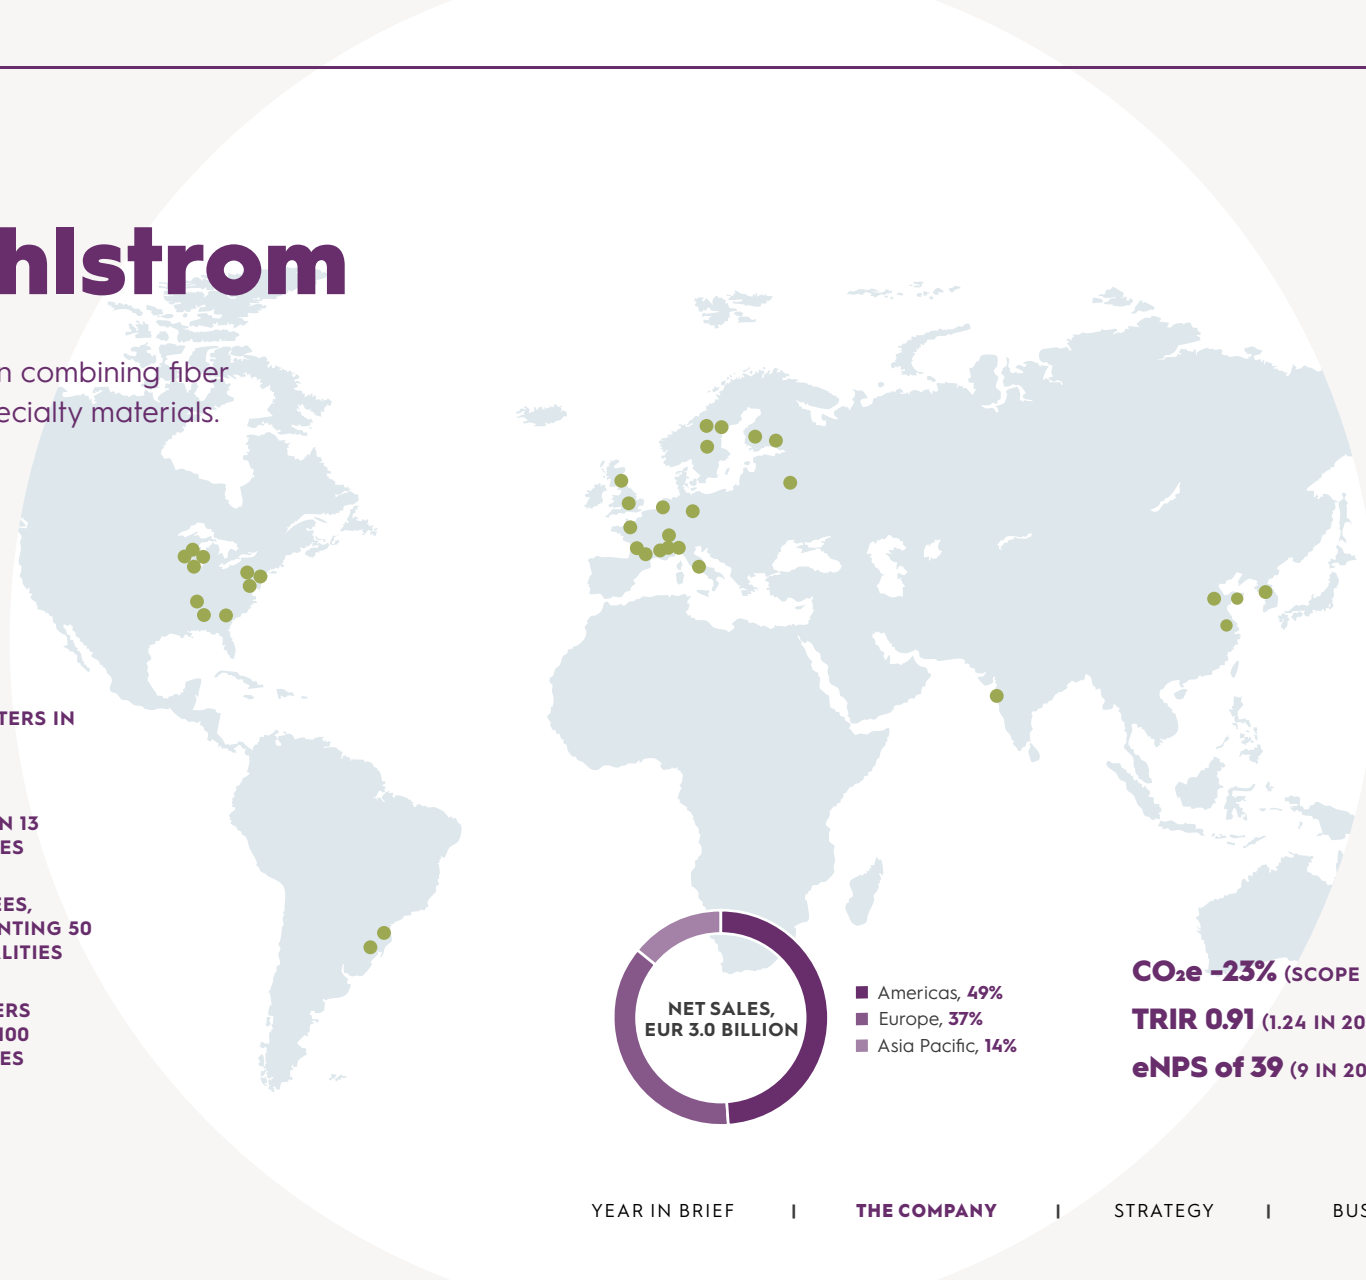 hlstrom
n combining fiber
ecialty materials.
TERS IN
N 13
ES
EES,
NTING 50
LITIES
ERS
100
ES
NET SALES,
EUR 3.0 BILLION
Americas, 49%
Europe, 37%
Asia Pacific, 14%
CO₂e -23% (SCOPE
TRIR 0.91 (1.24 IN 20
eNPS of 39 (9 IN 20
YEAR IN BRIEF | THE COMPANY | STRATEGY | BUS